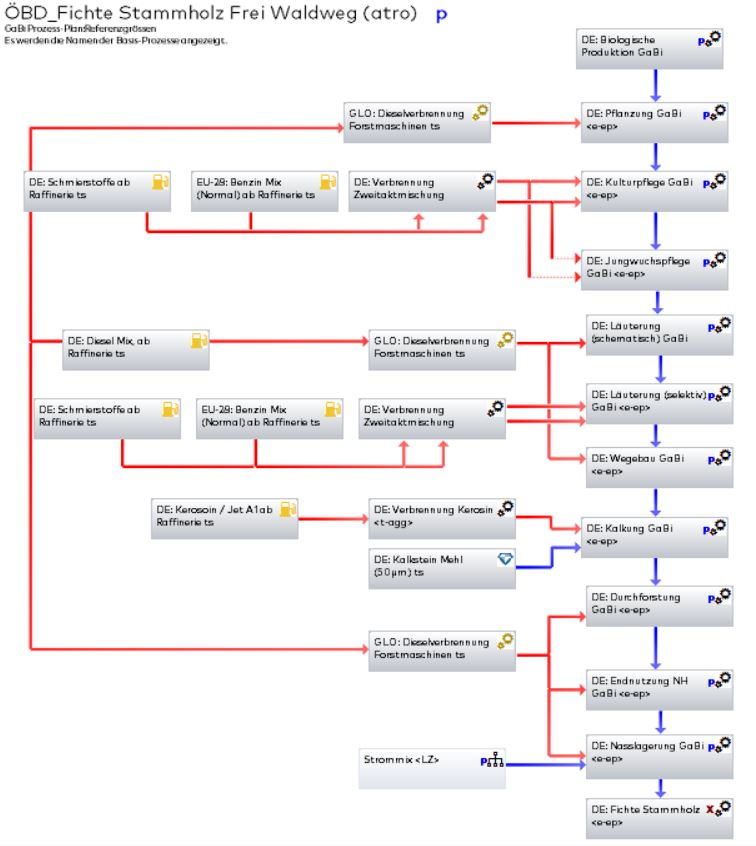 ÖBD_Fichte Stammholz Frei Waldweg (atro) p
GaBi Prozess-Plan:Referenzgrössen
Es werden die Namen der Basis-Prozesse angezeigt.
DE: Biologische
Produktion GaBi
p
GLO: Dieselverbrennung
Forstmaschinen ts
DE: Pflanzung GaBi
<e-ep>
p
DE: Schmierstoffe ab
Raffinerie ts
EU-28: Benzin Mix
(Normal) ab Raffinerie ts
DE: Verbrennung
Zweitaktmischung
DE: Kulturpflege GaBi
<e-ep>
p
DE: Jungwuchspflege
GaBi <e-ep>
p
DE: Diesel Mix, ab
Raffinerie ts
GLO: Dieselverbrennung
Forstmaschinen ts
DE: Läuterung
(schematisch) GaBi
p
DE: Schmierstoffe ab
Raffinerie ts
EU-28: Benzin Mix
(Normal) ab Raffinerie ts
DE: Verbrennung
Zweitaktmischung
DE: Läuterung (selektiv)
GaBi <e-ep>
p
DE: Wegebau GaBi
<e-ep>
p
DE: Kerosoin / Jet A1 ab
Raffinerie ts
DE: Verbrennung Kerosin
<t-agg>
DE: Kalkung GaBi
<e-ep>
p
DE: Kalkstein Mehl
(50 µm) ts
DE: Durchforstung
GaBi <e-ep>
p
GLO: Dieselverbrennung
Forstmaschinen ts
DE: Endnutzung NH
GaBi <e-ep>
p
Strommix <LZ>
p
DE: Nasslagerung GaBi
<e-ep>
p
DE: Fichte Stammholz
<e-ep>
X